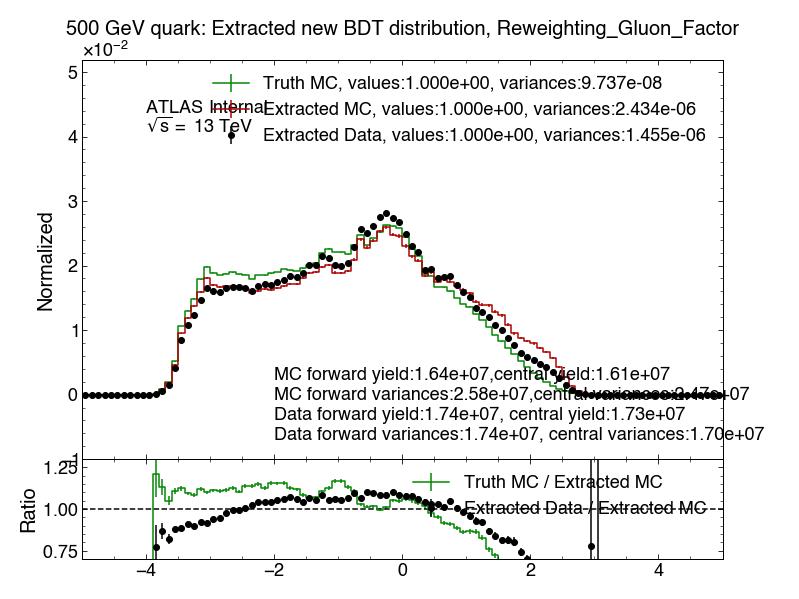 500 GeV quark: Extracted new BDT distribution, Reweighting_Gluon_Factor
×10⁻²
5
Truth MC, values:1.000e+00, variances:9.737e-08
ATLAS Internal
Extracted MC, values:1.000e+00, variances:2.434e-06
√s = 13 TeV
Extracted Data, values:1.000e+00, variances:1.455e-06
4
3
Normalized
2
1
MC forward yield:1.64e+07,central yield:1.61e+07
0
MC forward variances:2.58e+07,central variances:2.47e+07
Data forward yield:1.74e+07, central yield:1.73e+07
Data forward variances:1.74e+07, central variances:1.70e+07
1.25
Truth MC / Extracted MC
1.00
Extracted Data / Extracted MC
Ratio
0.75
−4 −2 0 2 4